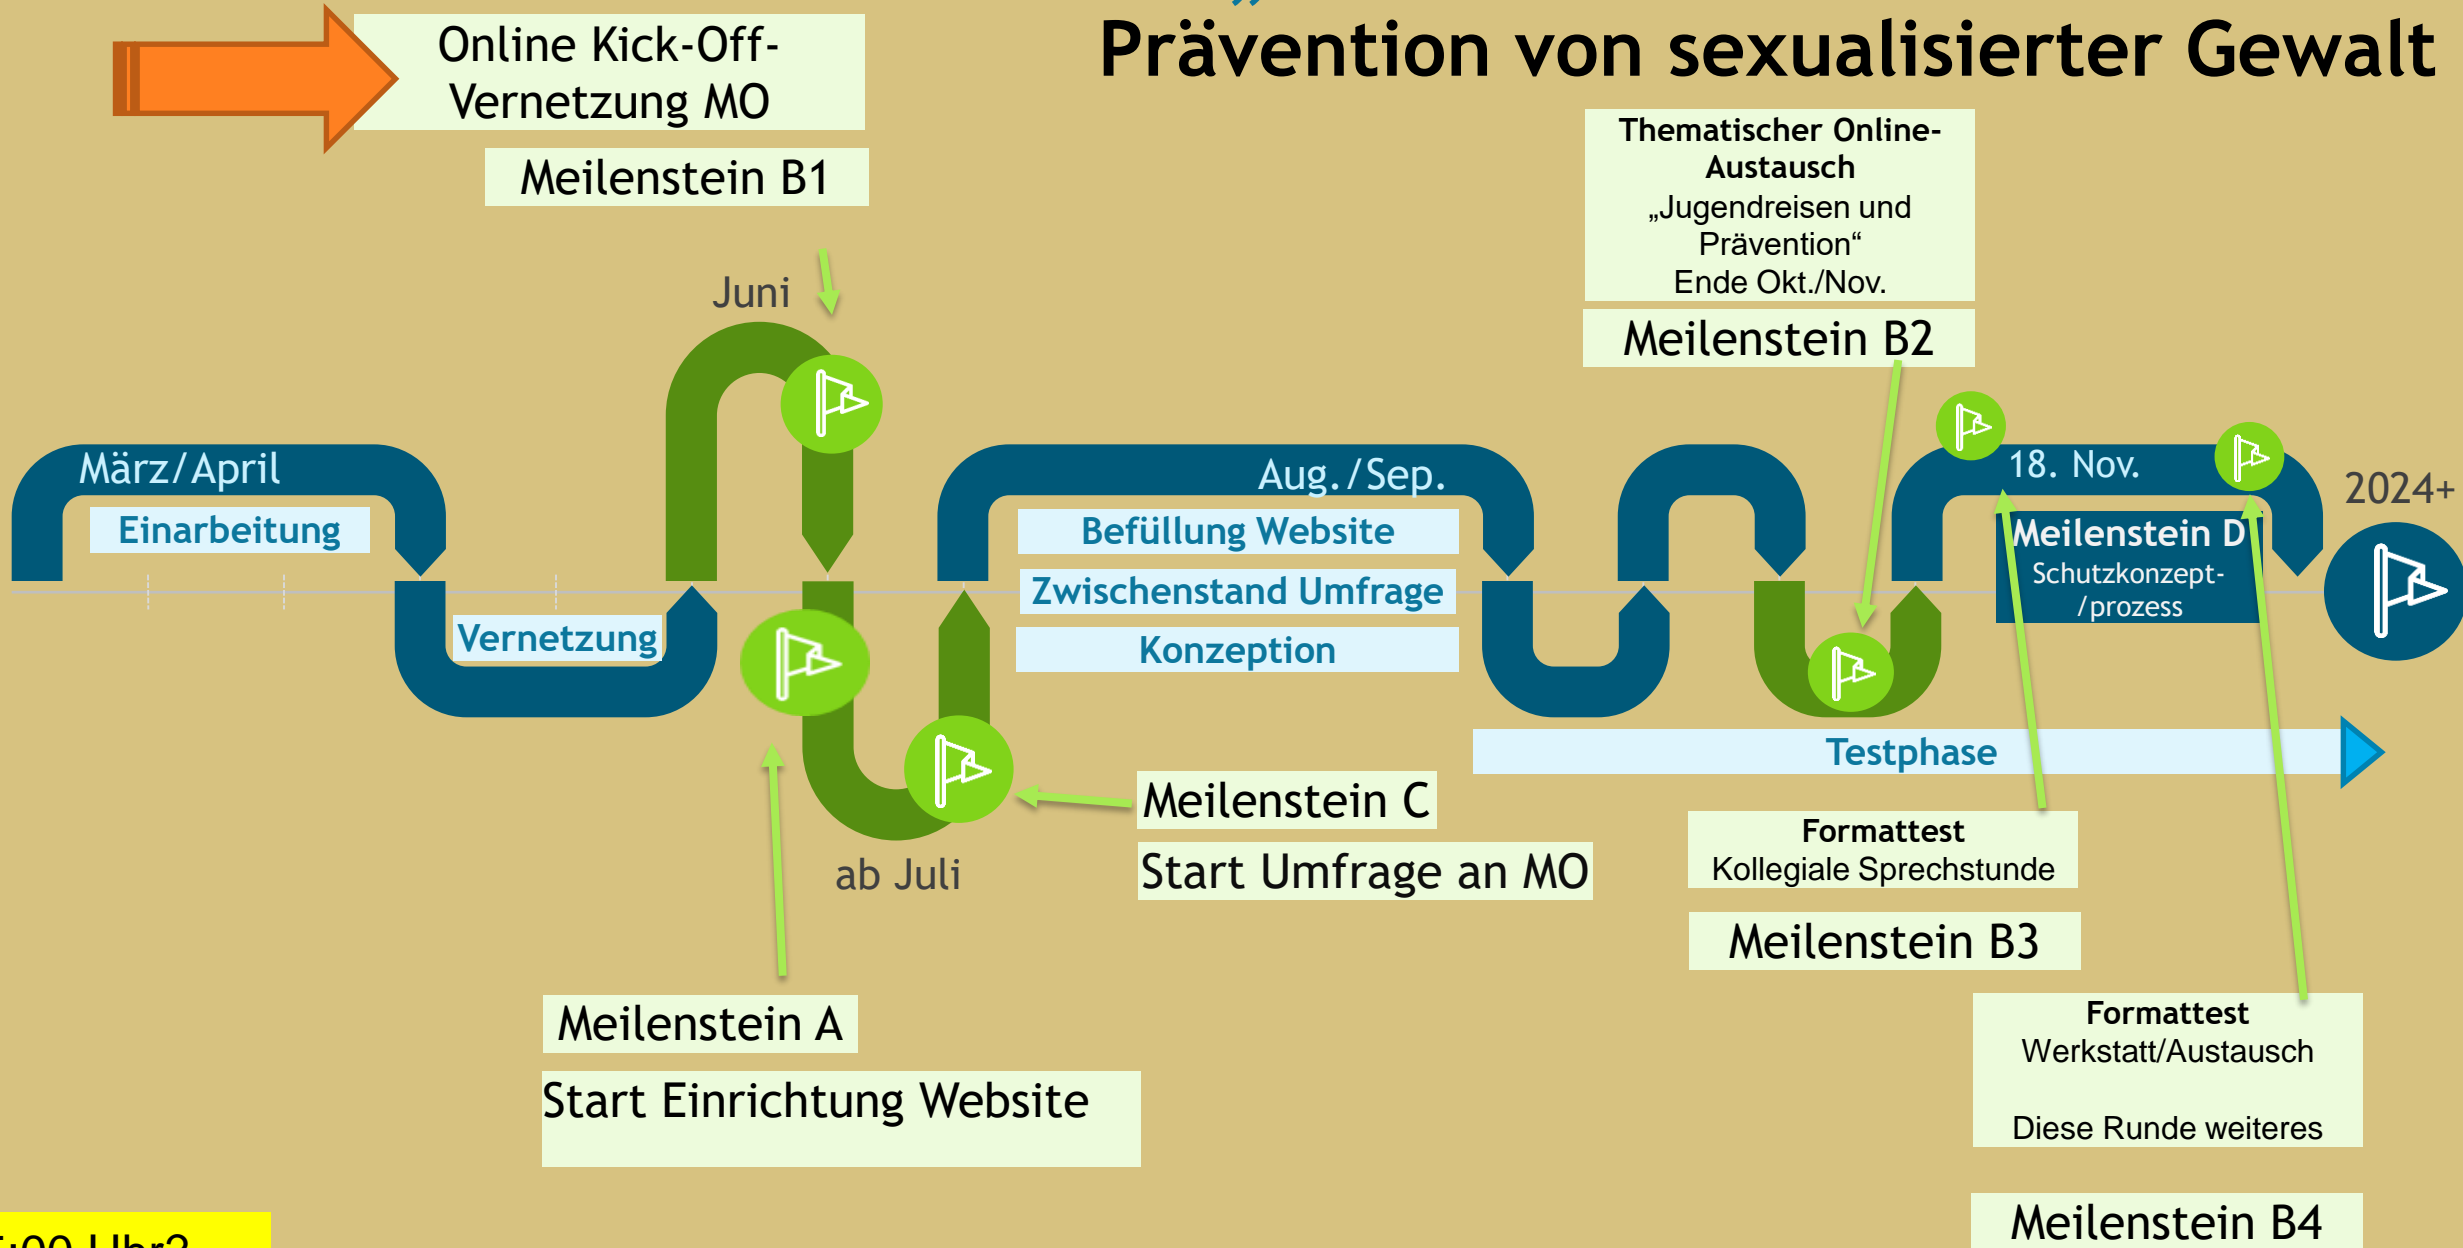 „
Prävention von sexualisierter Gewalt
Online Kick-Off-
Vernetzung MO
Meilenstein B1
Thematischer Online-
Austausch
„Jugendreisen und
Prävention“
Ende Okt./Nov.
Meilenstein B2
Juni
März/April
Einarbeitung
Vernetzung
Aug./Sep.
Befüllung Website
Zwischenstand Umfrage
Konzeption
18. Nov.
Meilenstein D
Schutzkonzept-
/prozess
2024+
Testphase
ab Juli
Meilenstein C
Start Umfrage an MO
Formattest
Kollegiale Sprechstunde
Meilenstein B3
Meilenstein A
Start Einrichtung Website
Formattest
Werkstatt/Austausch
Diese Runde weiteres
Meilenstein B4
:00 Uhr?